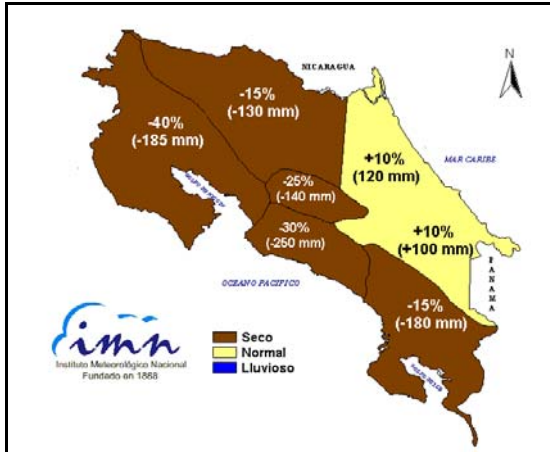 NICARAGUA
N
-15%
(-130 mm)
-40%
(-185 mm)
+10%
(120 mm)
MAR CARIBE
-25%
(-140 mm)
-30%
(-250 mm)
+10%
(+100 mm)
PANAMA
OCEANO PACIFICO
-15%
(-180 mm)
imn
Instituto Meteorológico Nacional
Fundado en 1888
Seco
Normal
Lluvioso